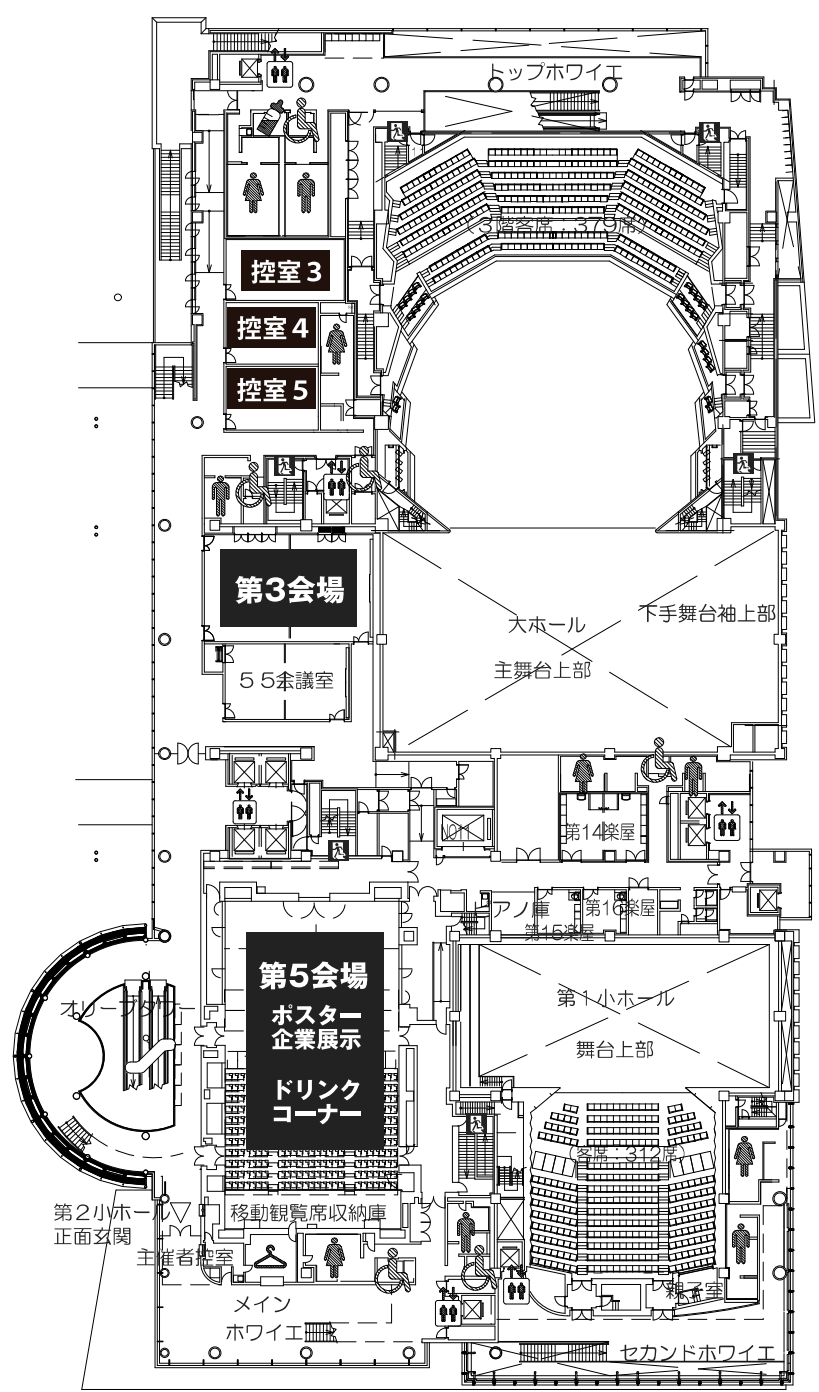 トップホワイエ
（３階客席：３７９席）
控室3
控室4
控室5
第3会場
下手舞台袖上部
大ホール
主舞台上部
５５会議室
第14楽屋
NO11
ピアノ庫
第16楽屋
第15楽屋
第5会場
ポスター
企業展示
ドリンク
コーナー
オリーブタワー
第１小ホール
舞台上部
（客席：312席）
第２小ホール
正面玄関
移動観覧席収納庫
主催者控室
親子室
メイン
ホワイエ
セカンドホワイエ